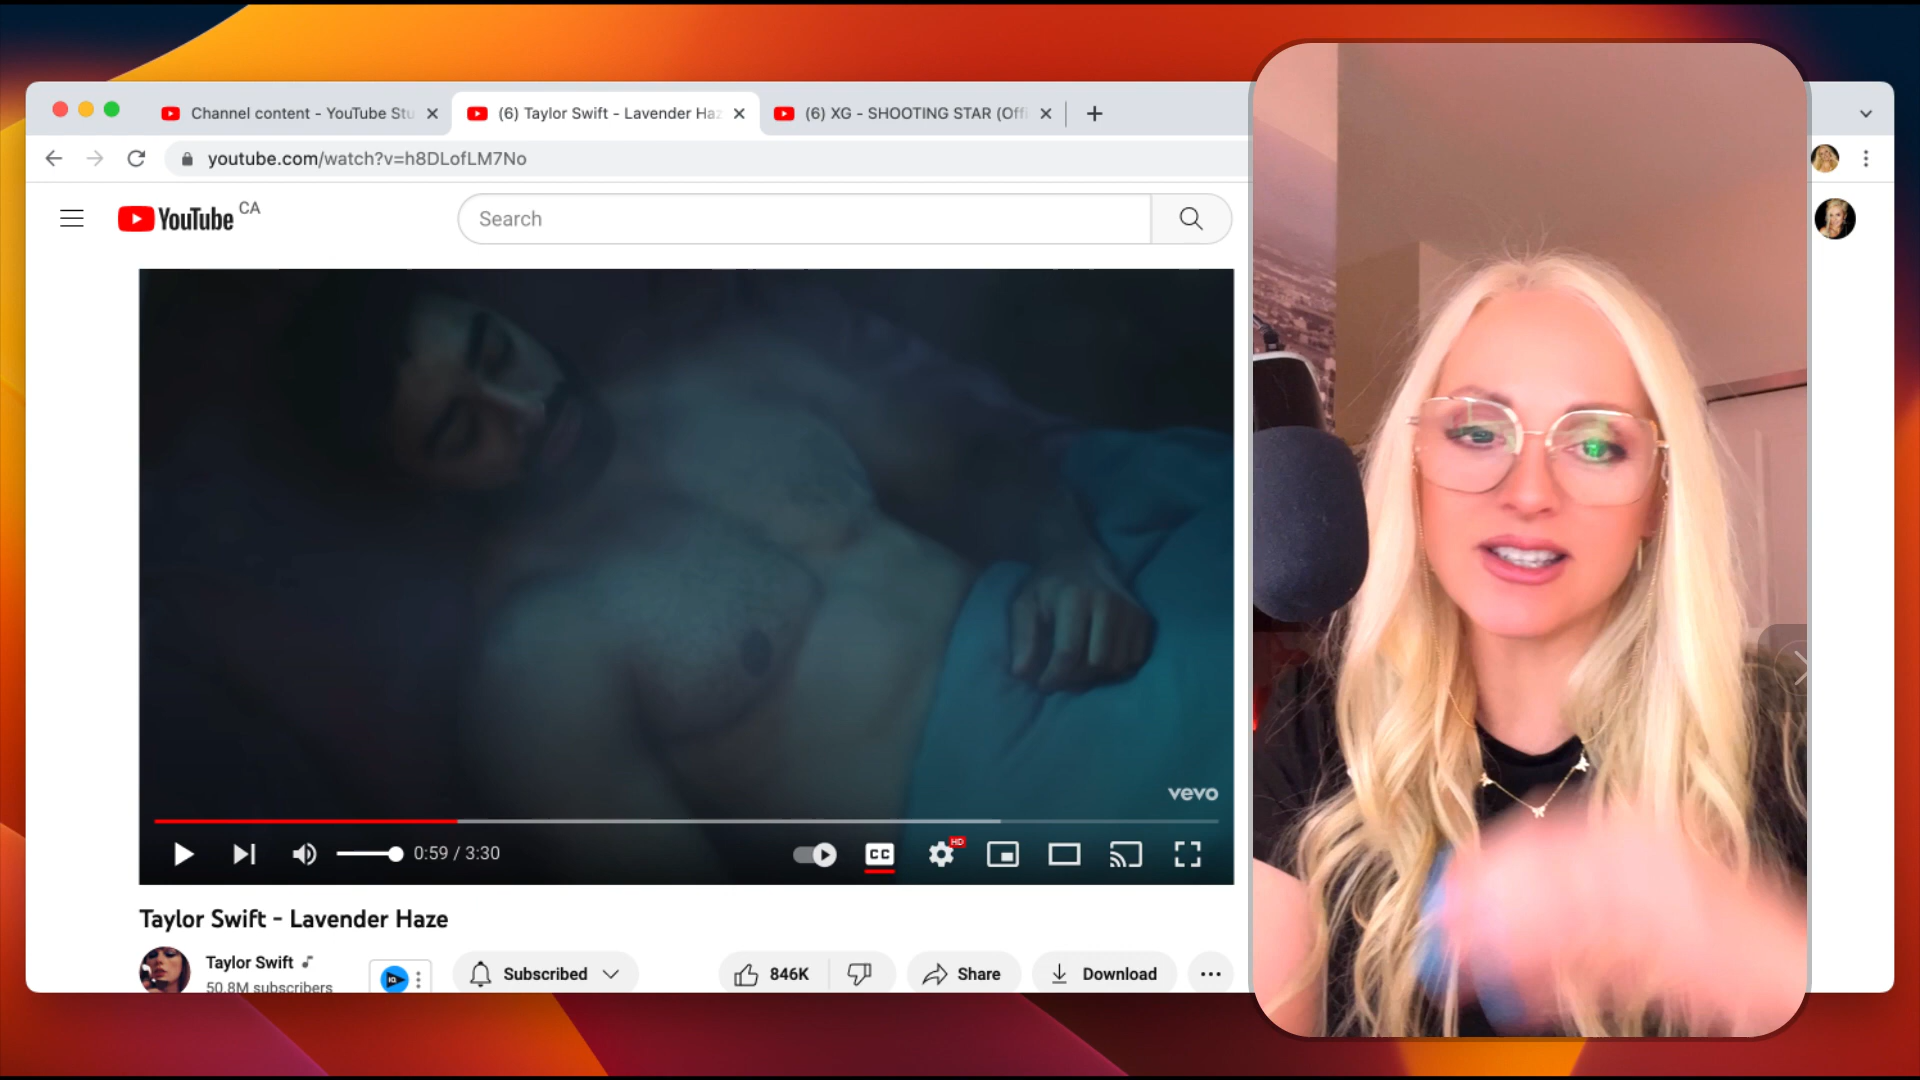 Channel content - YouTube Stu
(6) Taylor Swift - Lavender Haz
(6) XG - SHOOTING STAR (Offi
youtube.com/watch?v=h8DLofLM7No
YouTube CA
Search
vevo
0:59 / 3:30
CC
HD
Taylor Swift - Lavender Haze
Taylor Swift
50.8M subscribers
IQ
Subscribed
846K
Share
Download